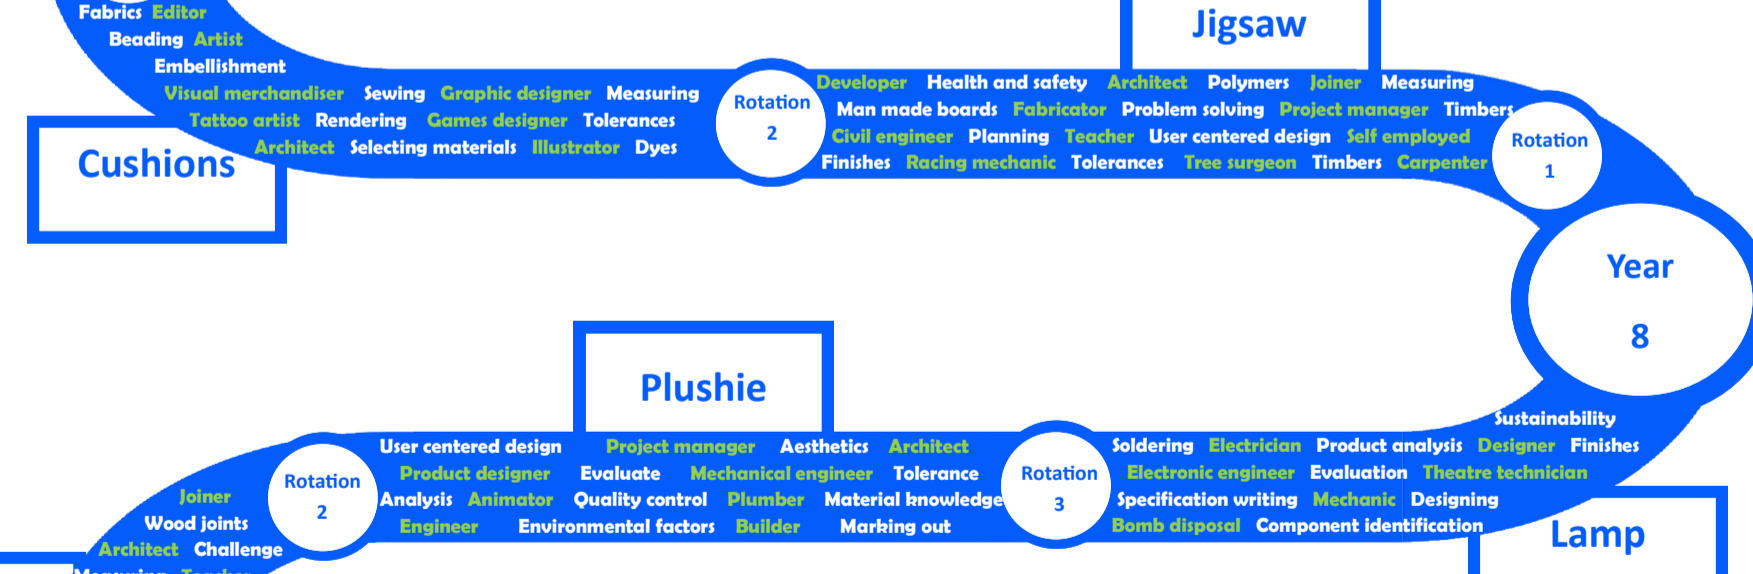 Fabrics Editor
Beading Artist
Embellishment
Visual merchandiser Sewing Graphic designer Measuring
Tattoo artist Rendering Games designer Tolerances
Architect Selecting materials Illustrator Dyes
Cushions
Rotation
2
Jigsaw
Developer Health and safety Architect Polymers Joiner Measuring
Man made boards Fabricator Problem solving Project manager Timbers
Civil engineer Planning Teacher User centered design Self employed
Finishes Racing mechanic Tolerances Tree surgeon Timbers Carpenter
Rotation
1
Year
8
Plushie
User centered design Project manager Aesthetics Architect
Product designer Evaluate Mechanical engineer Tolerance
Analysis Animator Quality control Plumber Material knowledge
Engineer Environmental factors Builder Marking out
Rotation
3
Sustainability
Soldering Electrician Product analysis Designer Finishes
Electronic engineer Evaluation Theatre technician
Specification writing Mechanic Designing
Bomb disposal Component identification
Lamp
Rotation
2
Joiner
Wood joints
Architect Challenge
Measuring Teacher